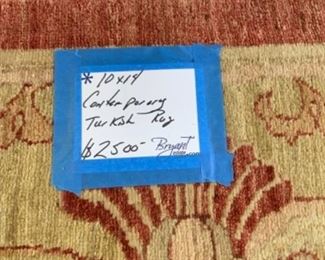 * 10x14
Contemporary
Turkish Rug
$2500-
Bryant